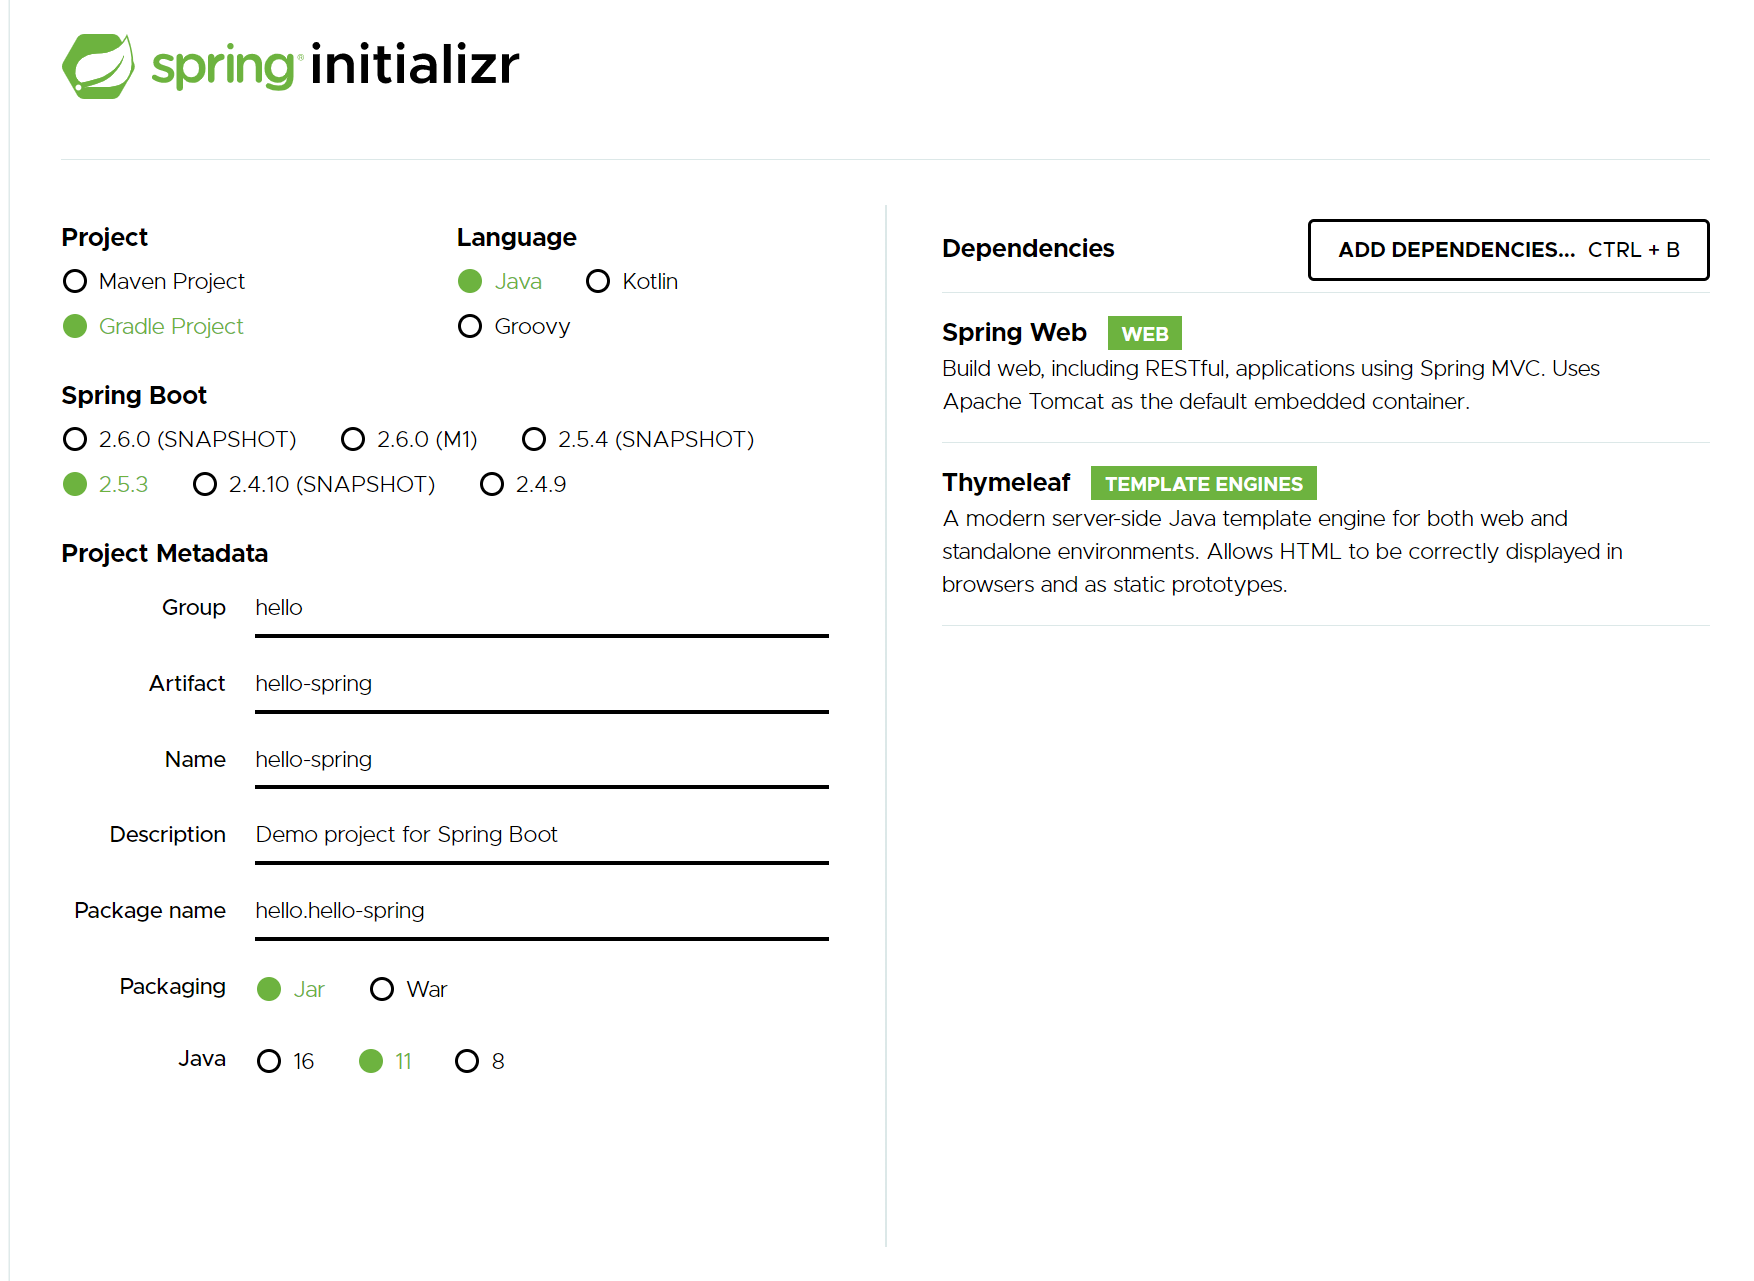 spring® initializr
Project
Maven Project
Gradle Project
Language
Java Kotlin
Groovy
Spring Boot
2.6.0 (SNAPSHOT) 2.6.0 (M1) 2.5.4 (SNAPSHOT)
2.5.3 2.4.10 (SNAPSHOT) 2.4.9
Project Metadata
Group hello
Artifact hello-spring
Name hello-spring
Description Demo project for Spring Boot
Package name hello.hello-spring
Packaging Jar War
Java 16 11 8
Dependencies ADD DEPENDENCIES... CTRL + B
Spring Web WEB
Build web, including RESTful, applications using Spring MVC. Uses
Apache Tomcat as the default embedded container.
Thymeleaf TEMPLATE ENGINES
A modern server-side Java template engine for both web and
standalone environments. Allows HTML to be correctly displayed in
browsers and as static prototypes.